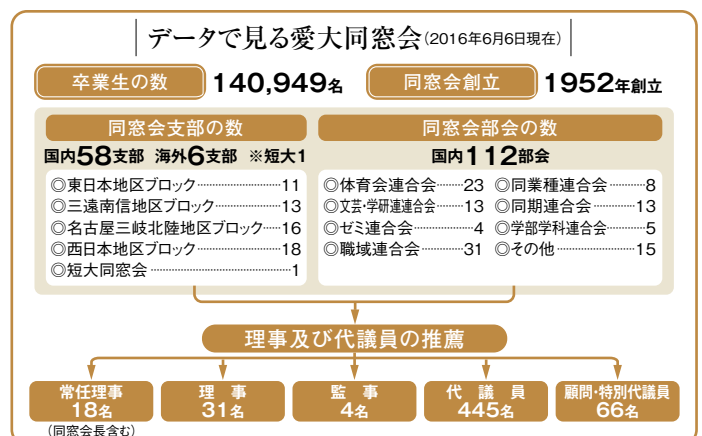 データで見る愛大同窓会(2016年6月6日現在)
卒業生の数 140,949名 同窓会創立 1952年創立
同窓会支部の数
国内58支部 海外6支部 ※短大1
◎東日本地区ブロック 11
◎三遠南信地区ブロック 13
◎名古屋三岐北陸地区ブロック 16
◎西日本地区ブロック 18
◎短大同窓会 1
同窓会部会の数
国内112部会
◎体育会連合会 23
◎文芸・学研連連合会 13
◎ゼミ連合会 4
◎職域連合会 31
◎同業種連合会 8
◎同期連合会 13
◎学部学科連合会 5
◎その他 15
理事及び代議員の推薦
常任理事
18名
(同窓会長含む)
理事
31名
監事
4名
代議員
445名
顧問・特別代議員
66名